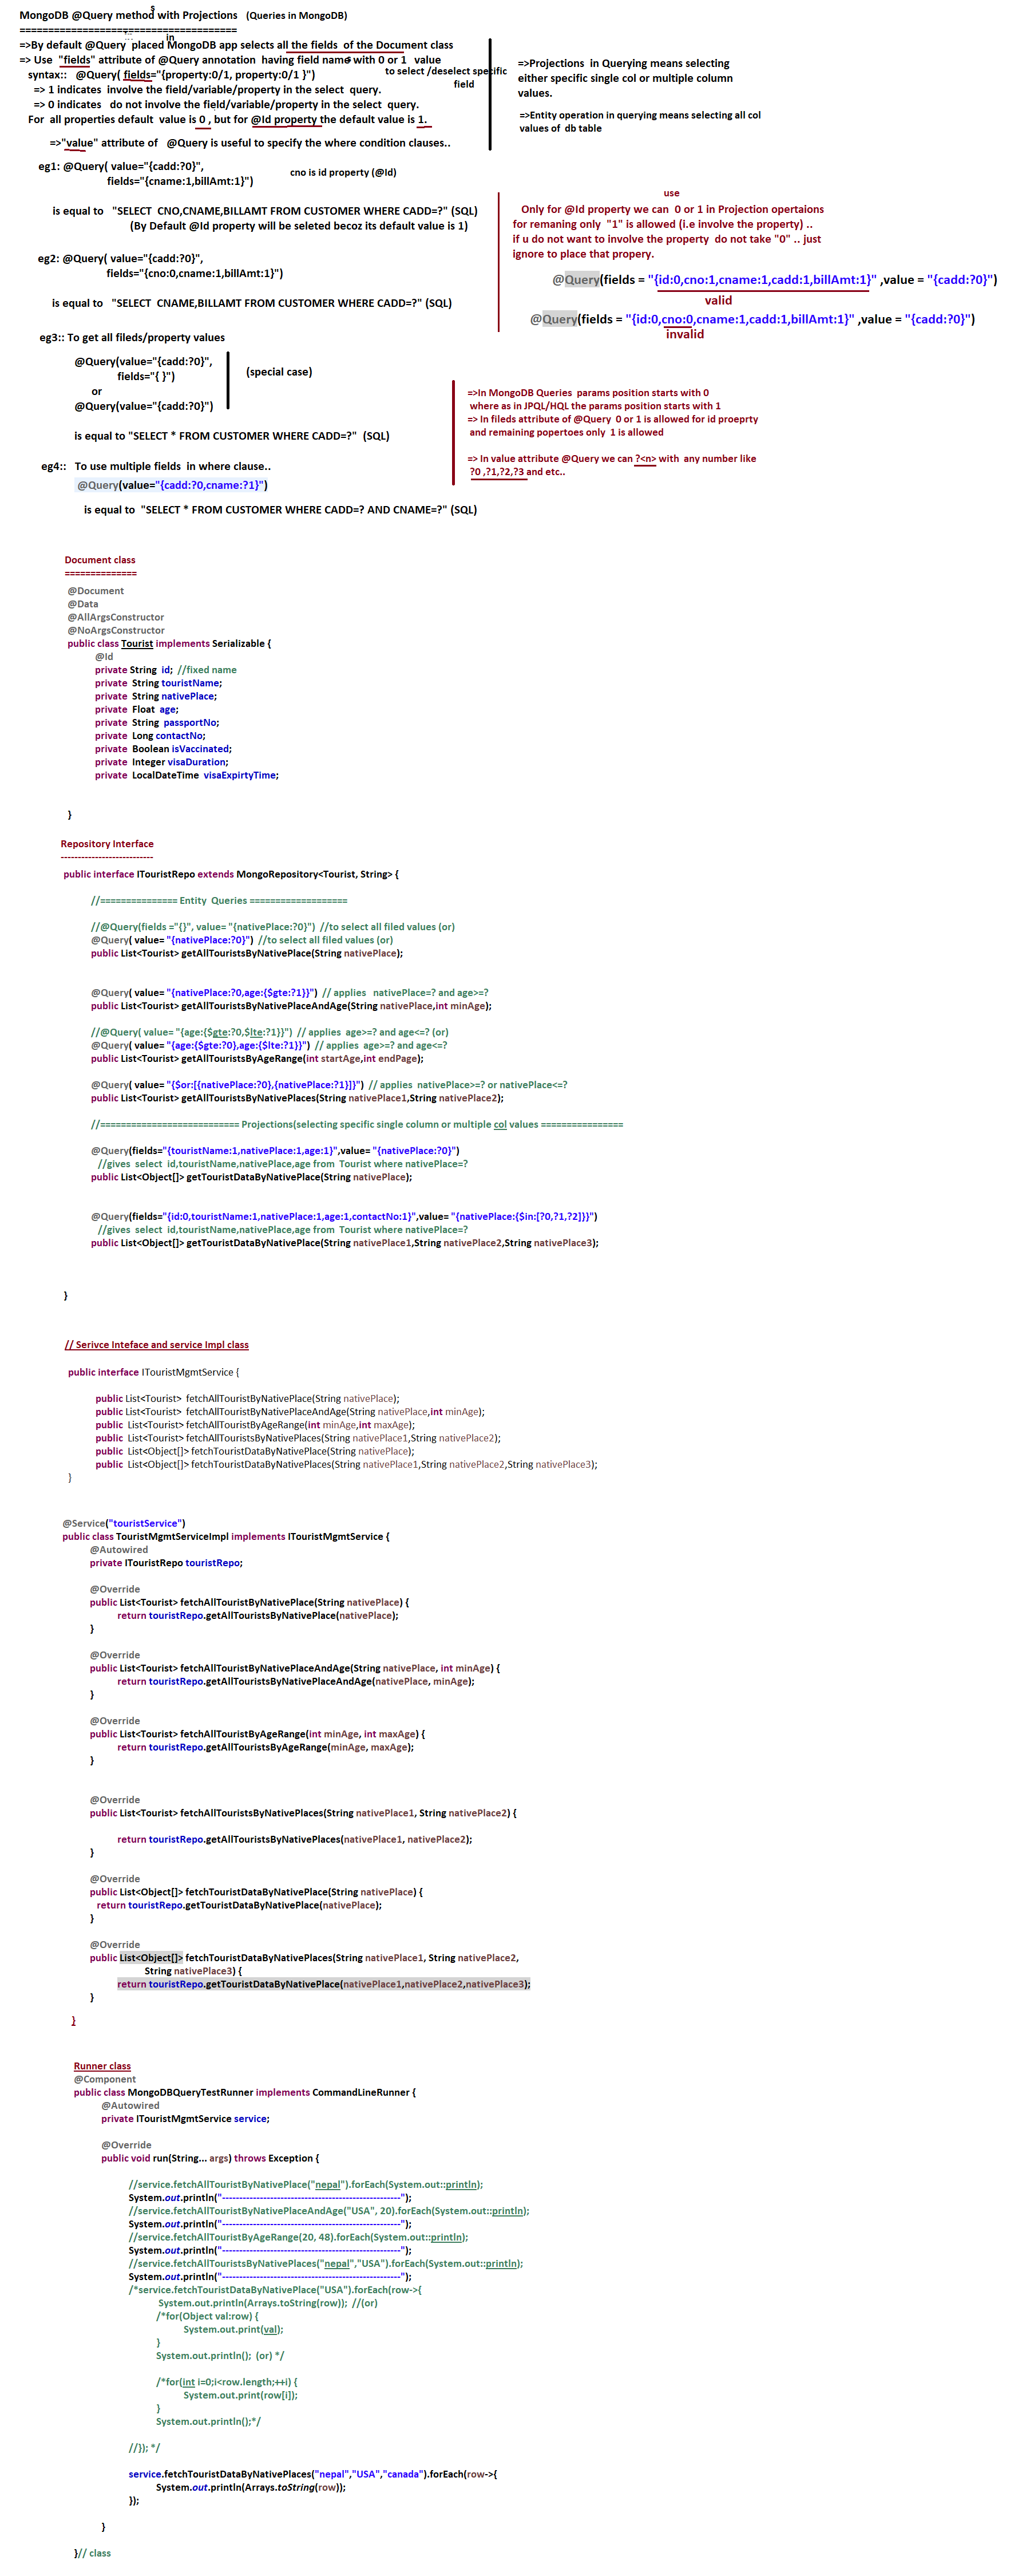 MongoDB @Query methods with Projections (Queries in MongoDB)
=====================================
=>By default @Query placed in MongoDB app selects all the fields of the Document class
=> Use "fields" attribute of @Query annotation having field names with 0 or 1 value
to select /deselect specific
field
syntax:: @Query( fields="{property:0/1, property:0/1 }")
=> 1 indicates involve the field/variable/property in the select query.
=> 0 indicates do not involve the field/variable/property in the select query.
For all properties default value is 0 , but for @Id property the default value is 1.
=>"value" attribute of @Query is useful to specify the where condition clauses..
=>Projections in Querying means selecting
either specific single col or multiple column
values.
=>Entity operation in querying means selecting all col
values of db table
eg1: @Query( value="{cadd:?0}",
fields="{cname:1,billAmt:1}")
cno is id property (@Id)
is equal to "SELECT CNO,CNAME,BILLAMT FROM CUSTOMER WHERE CADD=?" (SQL)
(By Default @Id property will be seleted becoz its default value is 1)
eg2: @Query( value="{cadd:?0}",
fields="{cno:0,cname:1,billAmt:1}")
is equal to "SELECT CNAME,BILLAMT FROM CUSTOMER WHERE CADD=?" (SQL)
use
Only for @Id property we can 0 or 1 in Projection opertaions
for remaning only "1" is allowed (i.e involve the property) ..
if u do not want to involve the property do not take "0" .. just
ignore to place that propery.
@Query(fields = "{id:0,cno:1,cname:1,cadd:1,billAmt:1}" ,value = "{cadd:?0}")
valid
@Query(fields = "{id:0,cno:0,cname:1,cadd:1,billAmt:1}" ,value = "{cadd:?0}")
invalid
eg3:: To get all fileds/property values
@Query(value="{cadd:?0}",
fields="{ }")
or
@Query(value="{cadd:?0}")
(special case)
is equal to "SELECT * FROM CUSTOMER WHERE CADD=?" (SQL)
=>In MongoDB Queries params position starts with 0
where as in JPQL/HQL the params position starts with 1
=> In fileds attribute of @Query 0 or 1 is allowed for id proeprty
and remaining popertoes only 1 is allowed
=> In value attribute @Query we can ?<n> with any number like
?0 ,?1,?2,?3 and etc..
eg4:: To use multiple fields in where clause..
@Query(value="{cadd:?0,cname:?1}")
is equal to "SELECT * FROM CUSTOMER WHERE CADD=? AND CNAME=?" (SQL)
Document class
==============
@Document
@Data
@AllArgsConstructor
@NoArgsConstructor
public class Tourist implements Serializable {
@Id
private String id; //fixed name
private String touristName;
private String nativePlace;
private Float age;
private String passportNo;
private Long contactNo;
private Boolean isVaccinated;
private Integer visaDuration;
private LocalDateTime visaExpirtyTime;
}
Repository Interface
---------------------------
public interface ITouristRepo extends MongoRepository<Tourist, String> {
//=============== Entity Queries ===================
//@Query(fields ="{}", value= "{nativePlace:?0}") //to select all filed values (or)
@Query( value= "{nativePlace:?0}") //to select all filed values (or)
public List<Tourist> getAllTouristsByNativePlace(String nativePlace);
@Query( value= "{nativePlace:?0,age:{$gte:?1}}") // applies nativePlace=? and age>=?
public List<Tourist> getAllTouristsByNativePlaceAndAge(String nativePlace,int minAge);
//@Query( value= "{age:{$gte:?0,$lte:?1}}") // applies age>=? and age<=? (or)
@Query( value= "{age:{$gte:?0},age:{$lte:?1}}") // applies age>=? and age<=?
public List<Tourist> getAllTouristsByAgeRange(int startAge,int endPage);
@Query( value= "{$or:[{nativePlace:?0},{nativePlace:?1}]}") // applies nativePlace>=? or nativePlace<=?
public List<Tourist> getAllTouristsByNativePlaces(String nativePlace1,String nativePlace2);
//=========================== Projections(selecting specific single column or multiple col values ================
@Query(fields="{touristName:1,nativePlace:1,age:1}",value= "{nativePlace:?0}")
//gives select id,touristName,nativePlace,age from Tourist where nativePlace=?
public List<Object[]> getTouristDataByNativePlace(String nativePlace);
@Query(fields="{id:0,touristName:1,nativePlace:1,age:1,contactNo:1}",value= "{nativePlace:{$in:[?0,?1,?2]}}")
//gives select id,touristName,nativePlace,age from Tourist where nativePlace=?
public List<Object[]> getTouristDataByNativePlace(String nativePlace1,String nativePlace2,String nativePlace3);
}
// Serivce Inteface and service Impl class
public interface ITouristMgmtService {
public List<Tourist> fetchAllTouristByNativePlace(String nativePlace);
public List<Tourist> fetchAllTouristByNativePlaceAndAge(String nativePlace,int minAge);
public List<Tourist> fetchAllTouristByAgeRange(int minAge,int maxAge);
public List<Tourist> fetchAllTouristsByNativePlaces(String nativePlace1,String nativePlace2);
public List<Object[]> fetchTouristDataByNativePlace(String nativePlace);
public List<Object[]> fetchTouristDataByNativePlaces(String nativePlace1,String nativePlace2,String nativePlace3);
}
@Service("touristService")
public class TouristMgmtServiceImpl implements ITouristMgmtService {
@Autowired
private ITouristRepo touristRepo;
@Override
public List<Tourist> fetchAllTouristByNativePlace(String nativePlace) {
return touristRepo.getAllTouristsByNativePlace(nativePlace);
}
@Override
public List<Tourist> fetchAllTouristByNativePlaceAndAge(String nativePlace, int minAge) {
return touristRepo.getAllTouristsByNativePlaceAndAge(nativePlace, minAge);
}
@Override
public List<Tourist> fetchAllTouristByAgeRange(int minAge, int maxAge) {
return touristRepo.getAllTouristsByAgeRange(minAge, maxAge);
}
@Override
public List<Tourist> fetchAllTouristsByNativePlaces(String nativePlace1, String nativePlace2) {
return touristRepo.getAllTouristsByNativePlaces(nativePlace1, nativePlace2);
}
@Override
public List<Object[]> fetchTouristDataByNativePlace(String nativePlace) {
return touristRepo.getTouristDataByNativePlace(nativePlace);
}
@Override
public List<Object[]> fetchTouristDataByNativePlaces(String nativePlace1, String nativePlace2,
String nativePlace3) {
return touristRepo.getTouristDataByNativePlace(nativePlace1,nativePlace2,nativePlace3);
}
}
Runner class
@Component
public class MongoDBQueryTestRunner implements CommandLineRunner {
@Autowired
private ITouristMgmtService service;
@Override
public void run(String... args) throws Exception {
//service.fetchAllTouristByNativePlace("nepal").forEach(System.out::println);
System.out.println("----------------------------------------------------");
//service.fetchAllTouristByNativePlaceAndAge("USA", 20).forEach(System.out::println);
System.out.println("----------------------------------------------------");
//service.fetchAllTouristByAgeRange(20, 48).forEach(System.out::println);
System.out.println("----------------------------------------------------");
//service.fetchAllTouristsByNativePlaces("nepal","USA").forEach(System.out::println);
System.out.println("----------------------------------------------------");
/*service.fetchTouristDataByNativePlace("USA").forEach(row->{
System.out.println(Arrays.toString(row)); //(or)
/*for(Object val:row) {
System.out.print(val);
}
System.out.println(); (or) */
/*for(int i=0;i<row.length;++i) {
System.out.print(row[i]);
}
System.out.println();*/
//}); */
service.fetchTouristDataByNativePlaces("nepal","USA","canada").forEach(row->{
System.out.println(Arrays.toString(row));
});
}
}// class